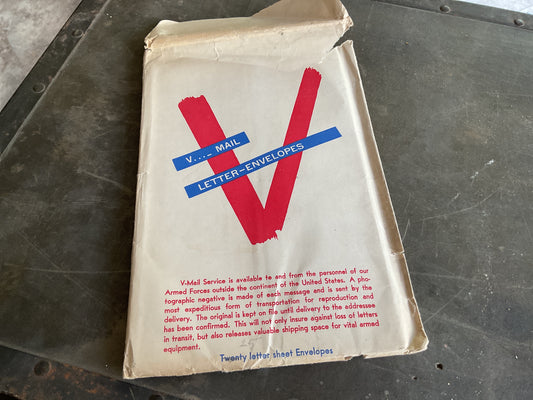 V...— MAIL
LETTER-ENVELOPES
V-Mail Service is available to and from the personnel of our
Armed Forces outside the continent of the United States. A pho-
tographic negative is made of each message and is sent by the
most expeditious form of transportation for reproduction and
delivery. The original is kept on file until delivery to the addressee
has been confirmed. This will not only insure against loss of letters
in transit, but also releases valuable shipping space for vital armed
equipment.
Twenty letter sheet Envelopes